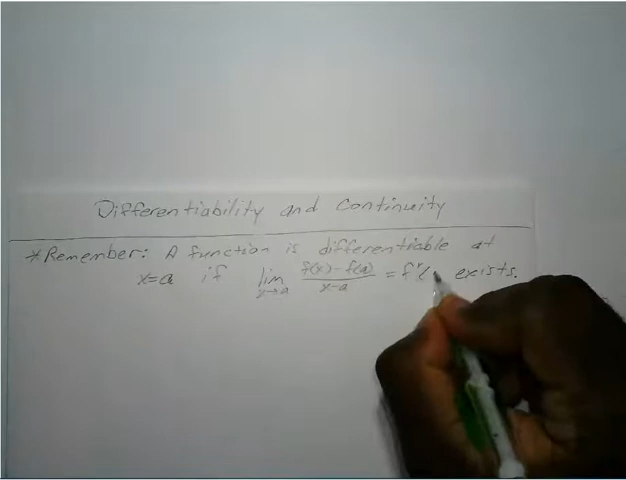 Differentiability and Continuity
*Remember: A function is differentiable at
x=a if lim x→a f(x)-f(a)/x-a = f'( exists.